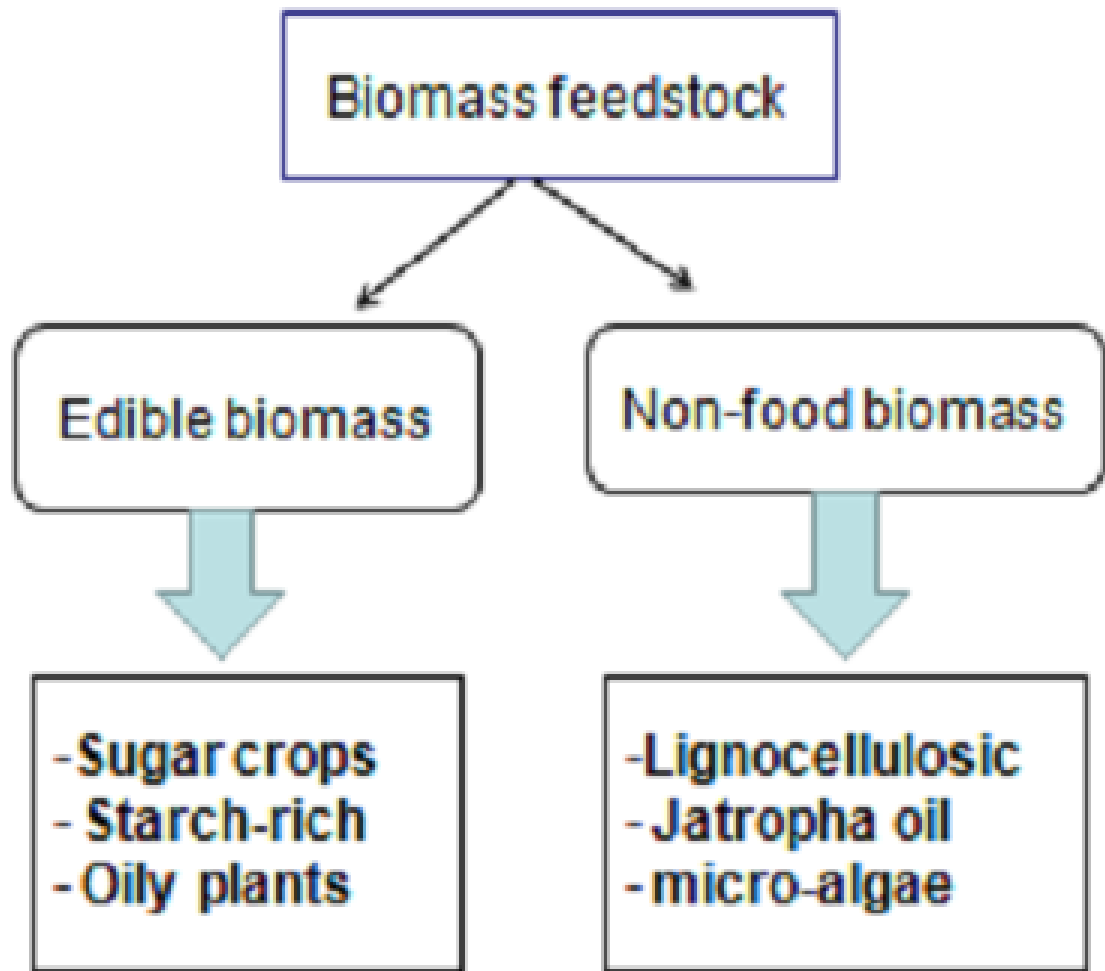 Biomass feedstock
Edible biomass
Non-food biomass
-Sugar crops
- Starch-rich
- Oily plants
-Lignocellulosic
- Jatropha oil
- micro-algae